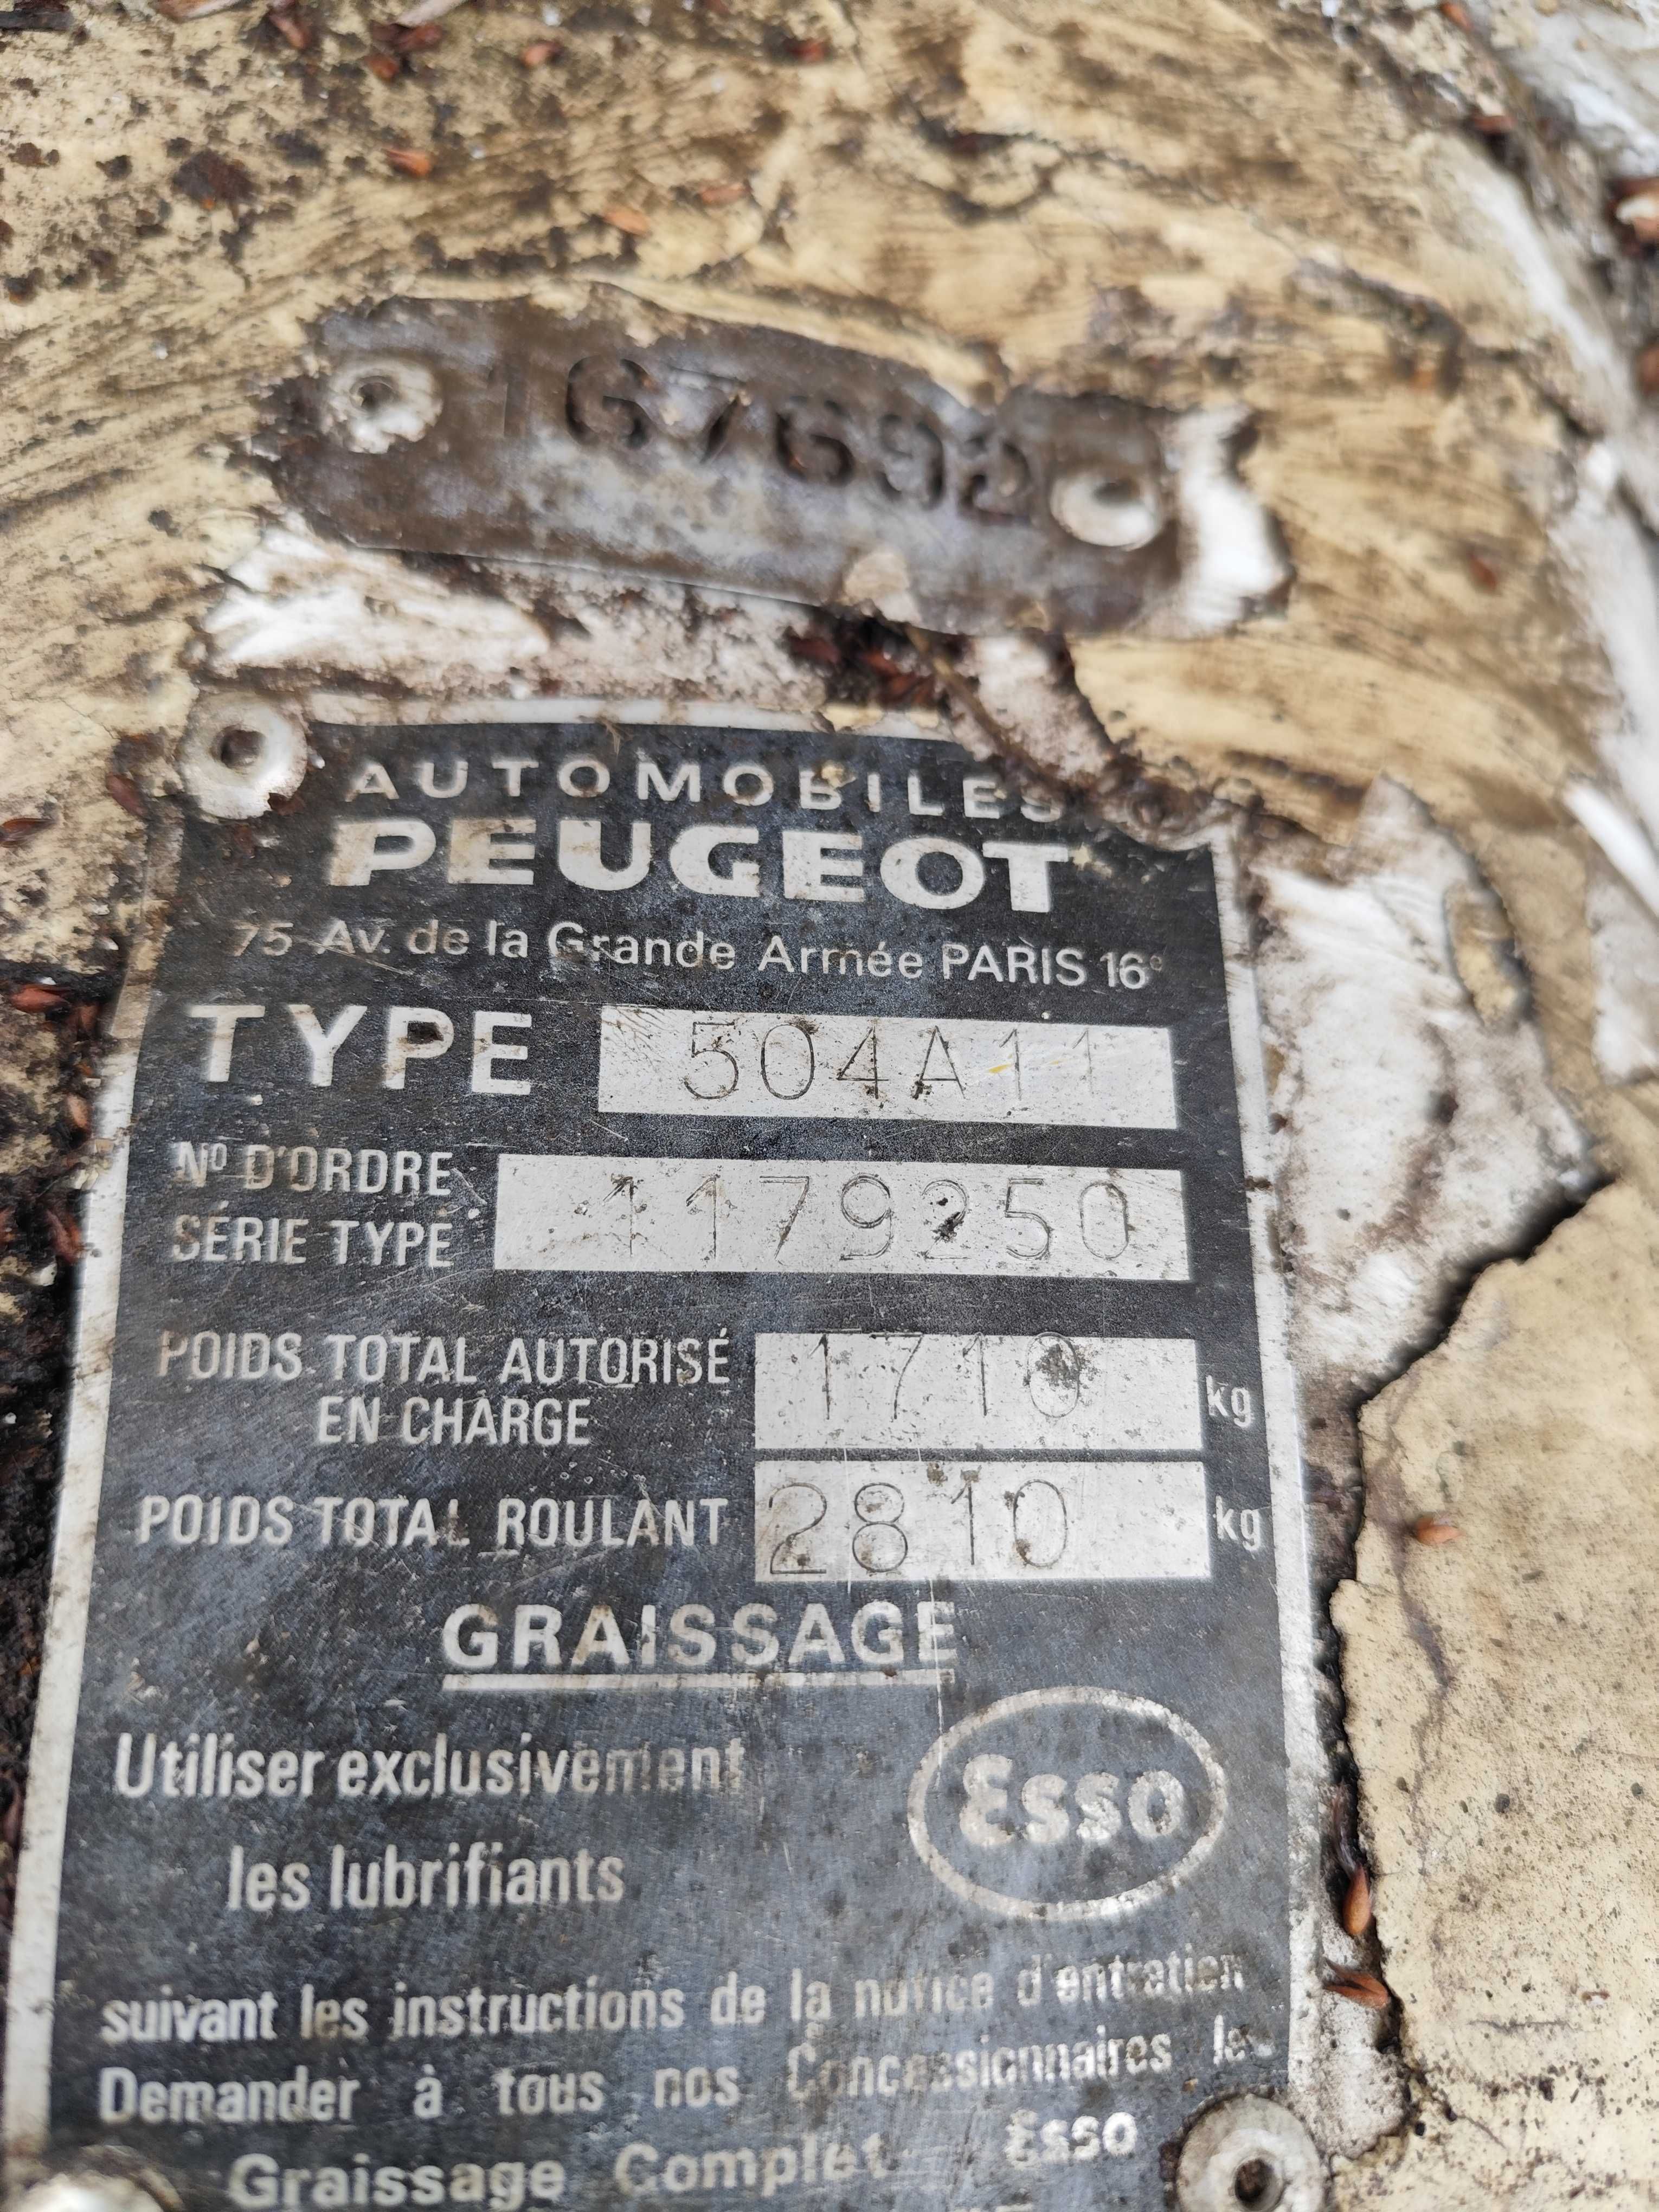 167692
AUTOMOBILES
PEUGEOT
75 Av. de la Grande Armée PARIS 16e
TYPE 504A11
No D'ORDRE
SÉRIE TYPE 1179250
POIDS TOTAL AUTORISÉ
EN CHARGE 1710 kg
POIDS TOTAL ROULANT 2810 kg
GRAISSAGE
Utiliser exclusivement
les lubrifiants
Esso
suivant les instructions de la notice d'entretien
Demander à tous nos Concessionnaires le
Graissage Complet Esso